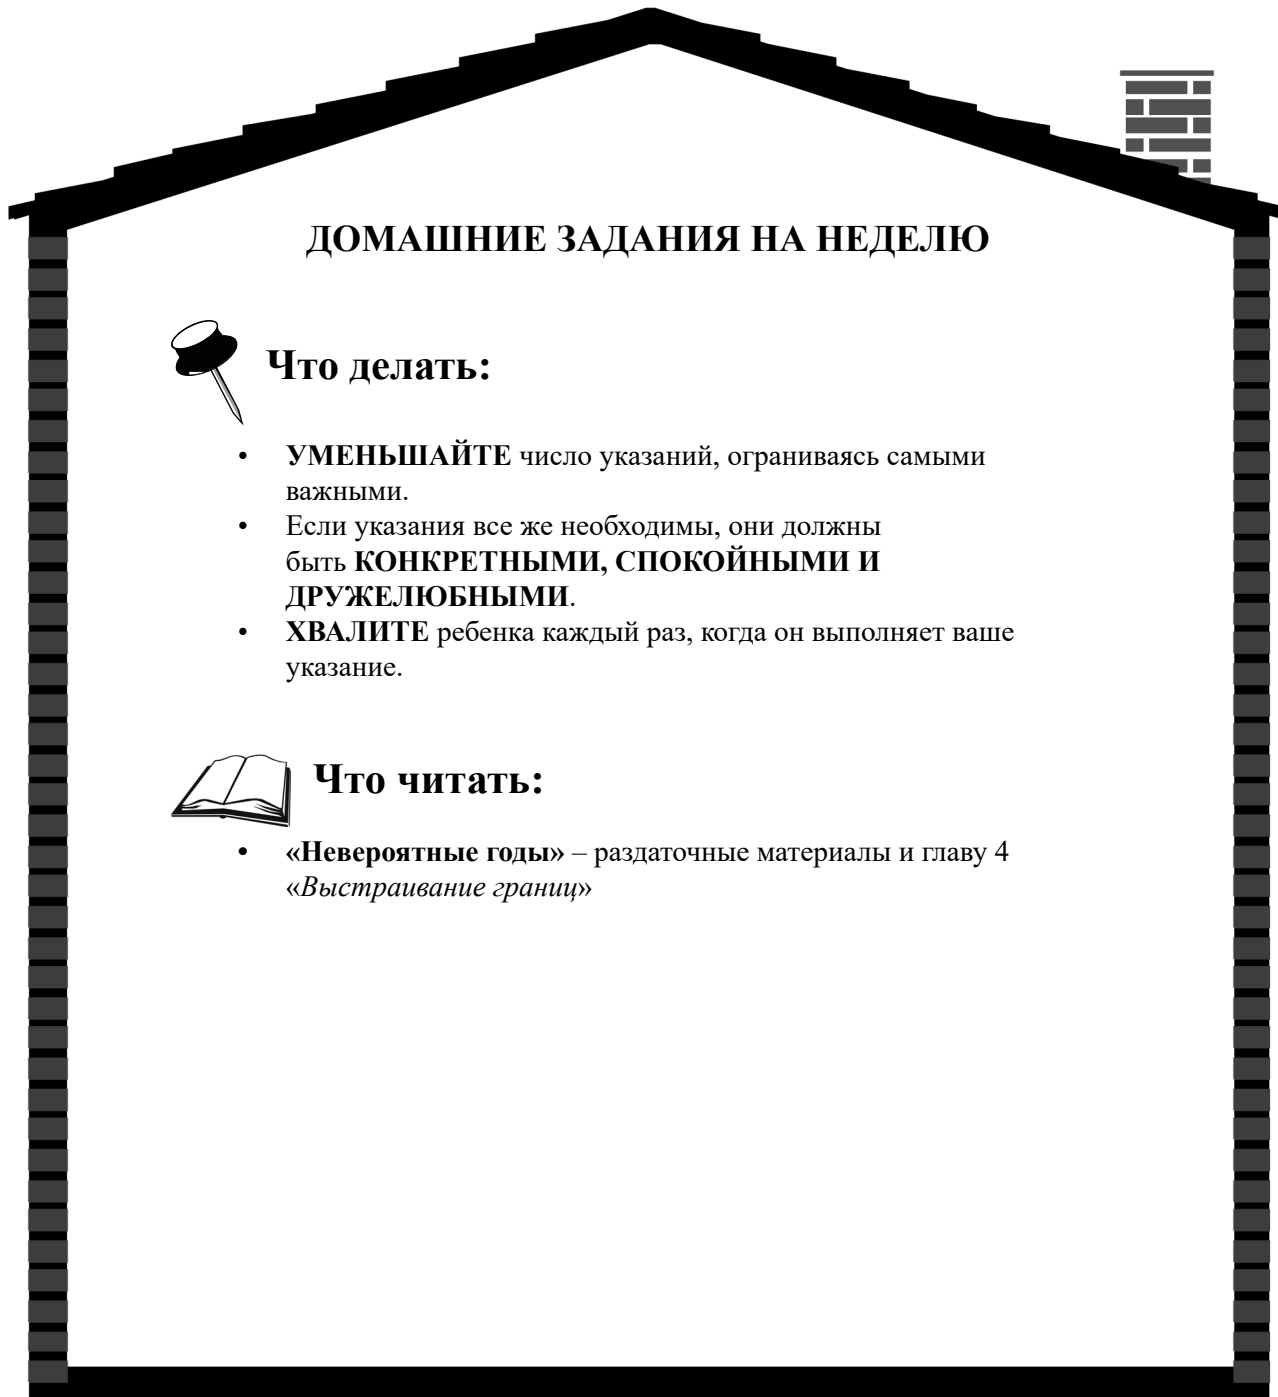 ДОМАШНИЕ ЗАДАНИЯ НА НЕДЕЛЮ
Что делать:
• УМЕНЬШАЙТЕ число указаний,ограниваясь самыми
важными.
• Если указания все же необходимы, они должны
быть КОНКРЕТНЫМИ, СПОКОЙНЫМИ И
ДРУЖЕЛЮБНЫМИ.
• ХВАЛИТЕ ребенка каждый раз, когда он выполняет ваше
указание.
Что читать:
• «Невероятные годы» – раздаточные материалы и главу 4
«Выстраивание границ»